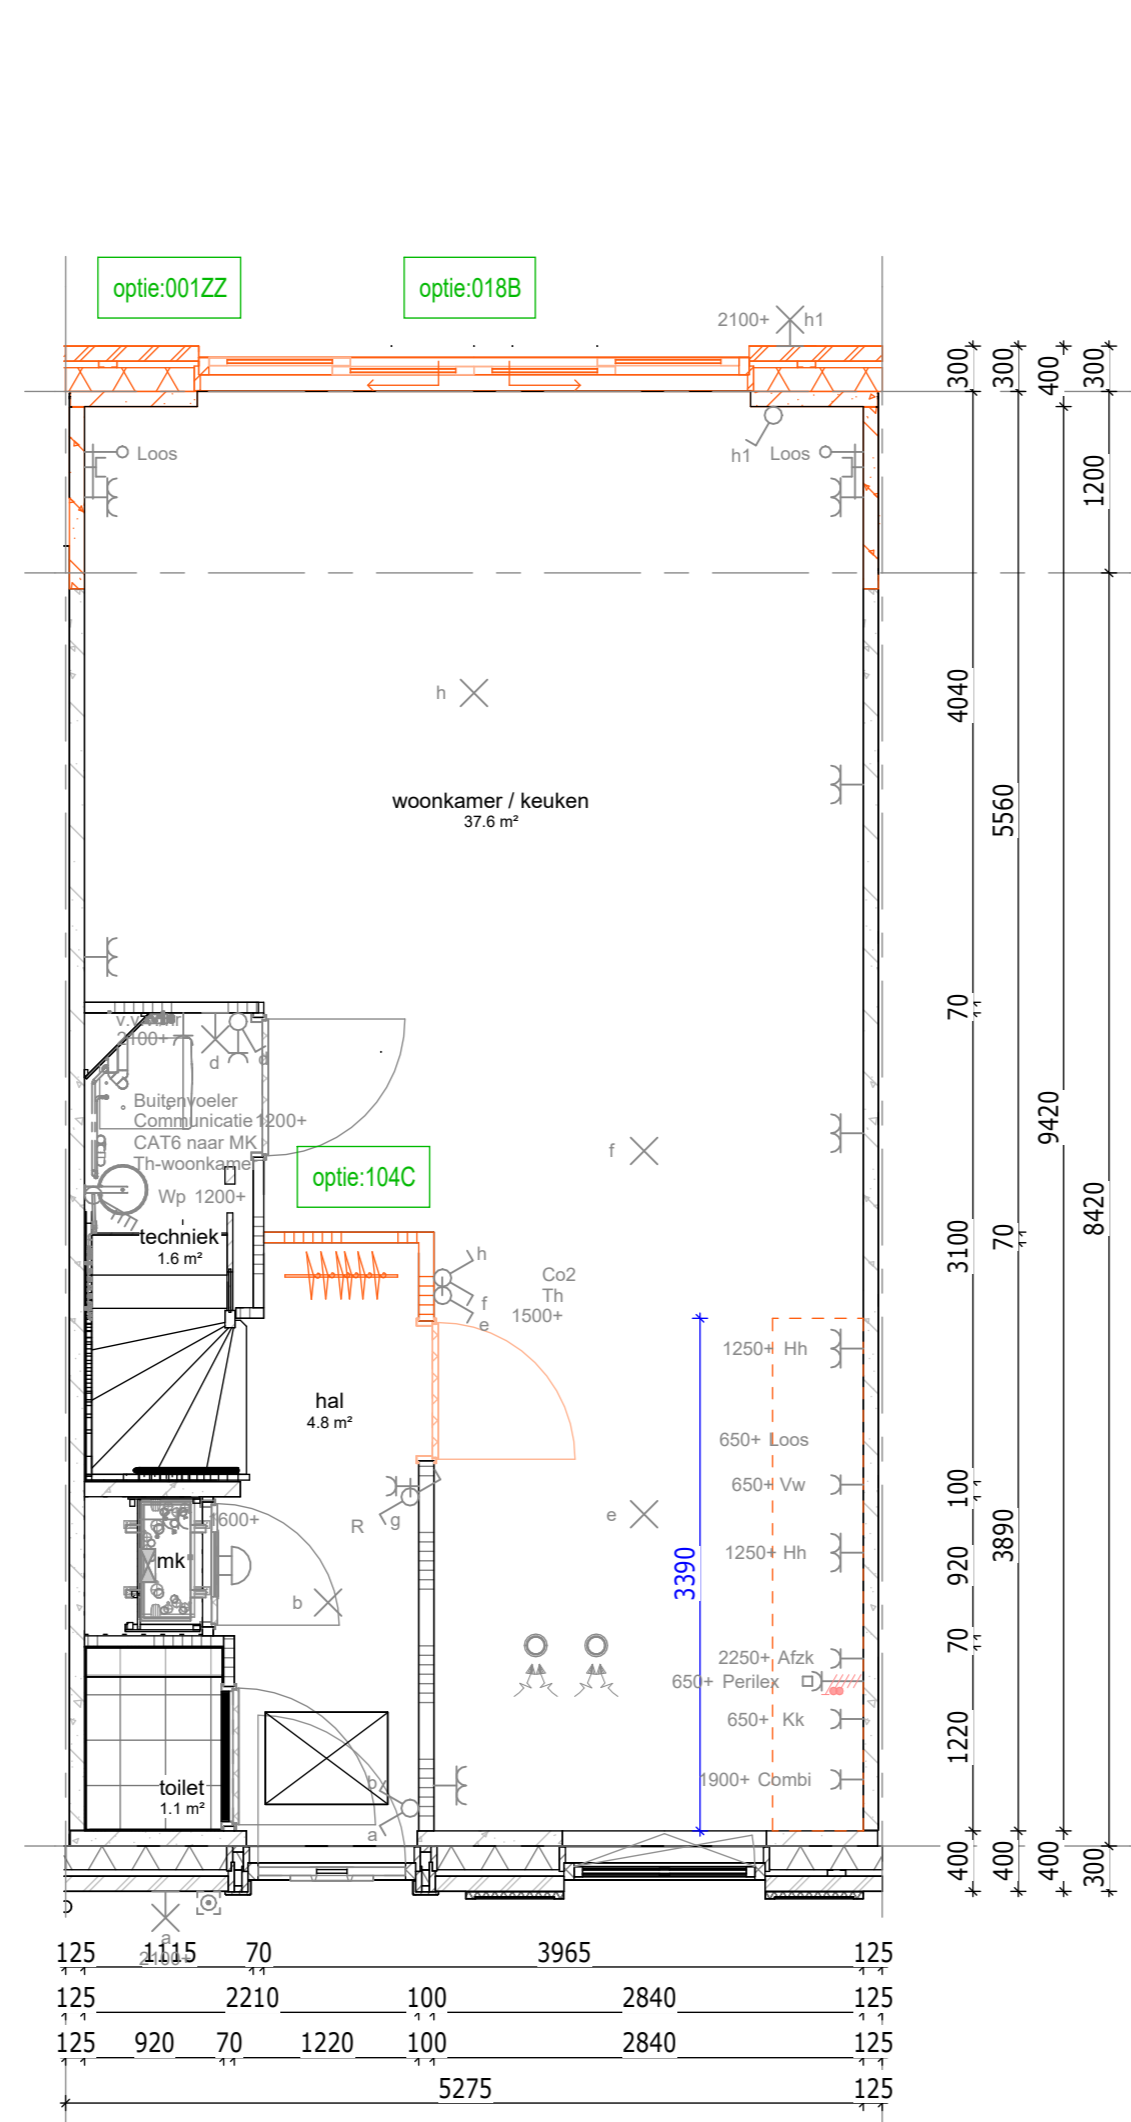 optie:001ZZ
optie:018B
2100+ h1
300
300
400
300
Loos
h1 Loos
1200
h
4040
woonkamer / keuken
37.6 m²
5560
70
2100+
d
d
Buitenvoeler
Communicatie 1200+
CAT6 naar MK
Th-woonkamer
9420
f
optie:104C
Wp 1200+
8420
techniek
1.6 m²
3100
70
h
f
e
Co2
Th
1500+
1250+ Hh
hal
4.8 m²
650+ Loos
650+ Vw
100
1600+
R
g
e
3890
mk
1250+ Hh
920
3390
b
70
2250+ Afzk
650+ Perilex
650+ Kk
1220
toilet
1.1 m²
b
a
1900+ Combi
400
400
400
300
a
2100+
125 1115 70 3965 125
125 2210 100 2840 125
125 920 70 1220 100 2840 125
5275 125